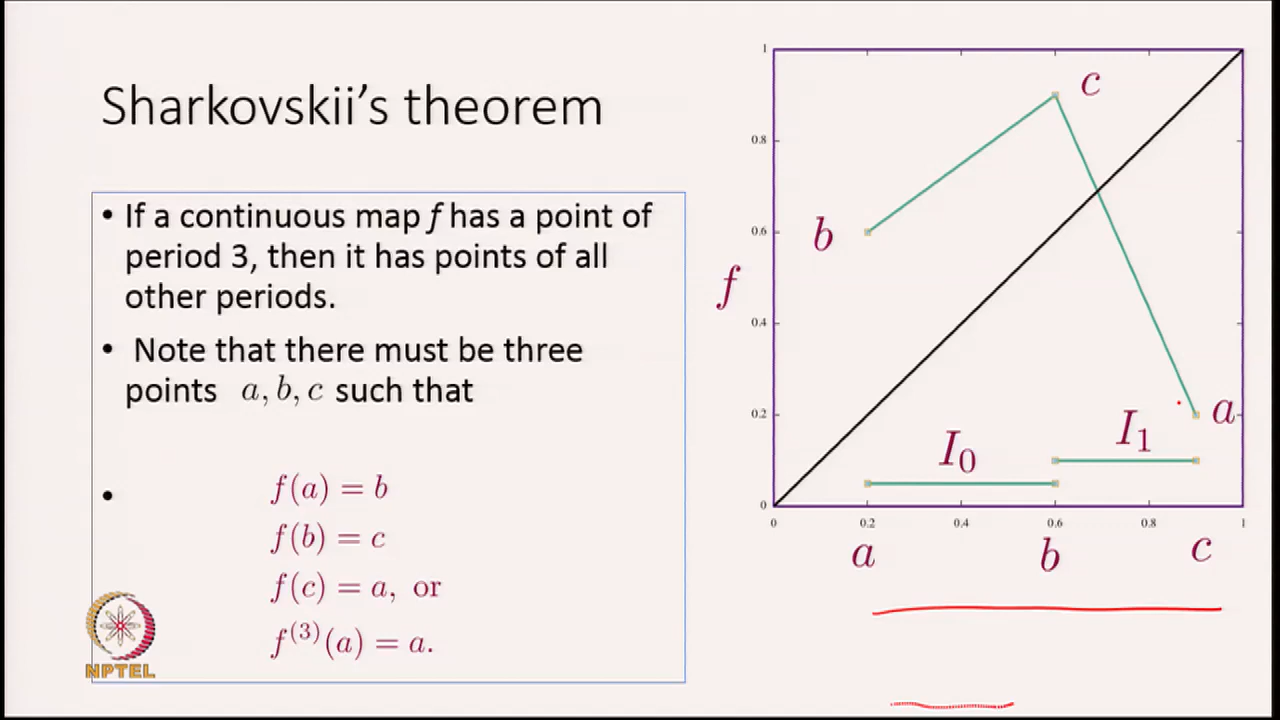 Sharkovskii's theorem
• If a continuous map f has a point of
period 3, then it has points of all
other periods.
• Note that there must be three
points a, b, c such that
•
f(a) = b
f(b) = c
f(c) = a, or
f^{(3)}(a) = a.
NPTEL
1
0.8
0.6
0.4
0.2
0
f
b
c
a
I_0
I_1
0 0.2 0.4 0.6 0.8 1
a b c